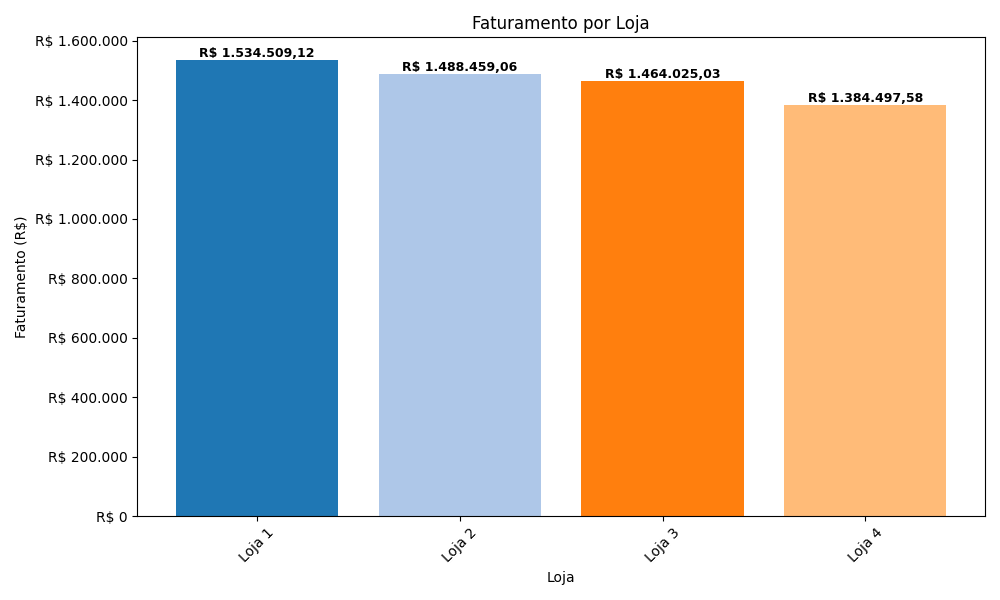 Faturamento por Loja
R$ 1.600.000
R$ 1.400.000
R$ 1.200.000
R$ 1.000.000
R$ 800.000
R$ 600.000
R$ 400.000
R$ 200.000
R$ 0
Faturamento (R$)
R$ 1.534.509,12
R$ 1.488.459,06
R$ 1.464.025,03
R$ 1.384.497,58
Loja 1
Loja 2
Loja 3
Loja 4
Loja